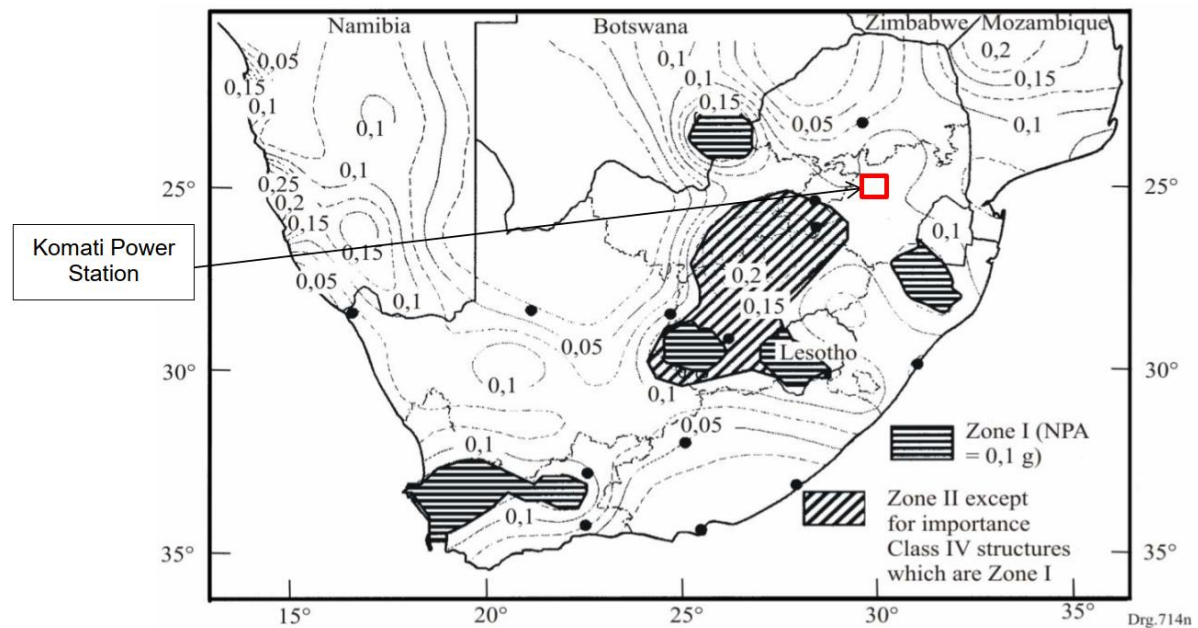 Namibia
Botswana
Zimbabwe
Mozambique
0,05
0,15
0,1
0,1
0,1
0,1
0,15
0,05
0,2
0,15
0,1
0,1
0,25
0,2
0,15
0,15
0,05
0,1
25°
25°
Komati Power
Station
0,1
0,2
0,15
0,05
Lesotho
30°
30°
0,1
0,1
0,05
0,1
0,1
Zone I (NPA
= 0,1 g)
Zone II except
for importance
Class IV structures
which are Zone I
35°
35°
15°
20°
25°
30°
35°
Drg.714n